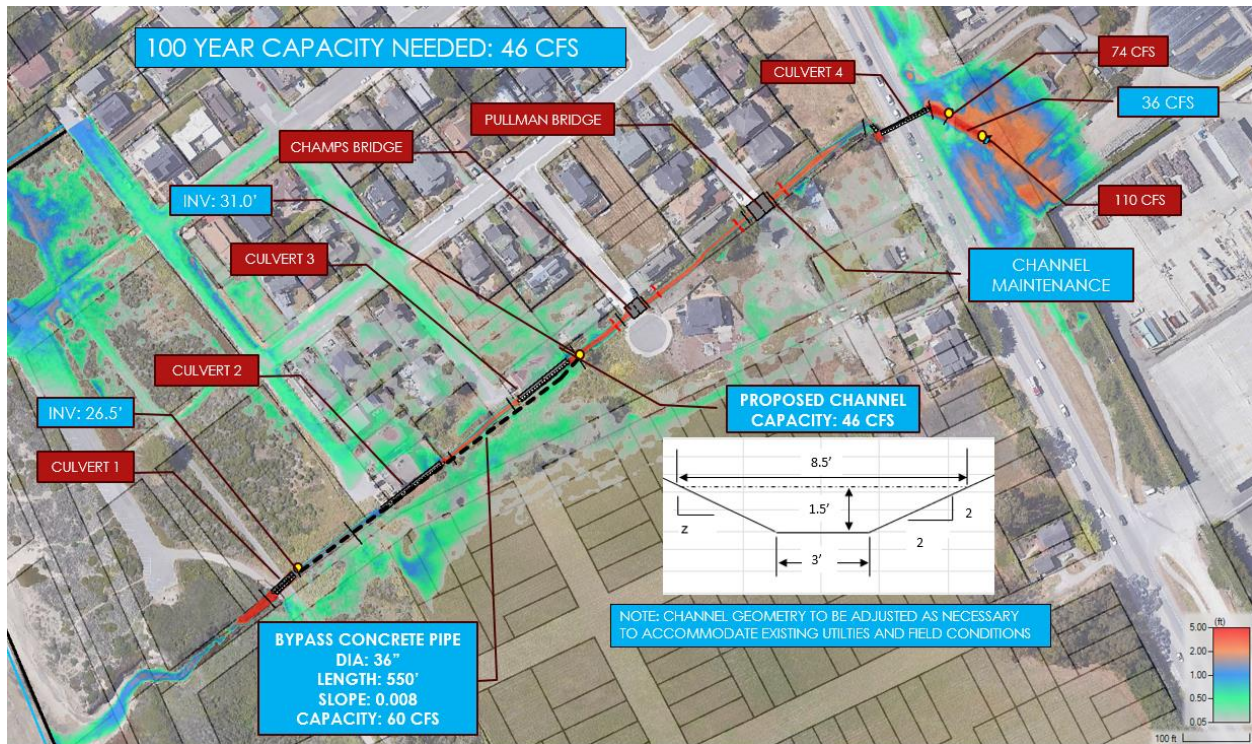 100 YEAR CAPACITY NEEDED: 46 CFS
CULVERT 4
74 CFS
36 CFS
PULLMAN BRIDGE
CHAMPS BRIDGE
110 CFS
INV: 31.0'
CULVERT 3
CHANNEL
MAINTENANCE
CULVERT 2
INV: 26.5'
PROPOSED CHANNEL
CAPACITY: 46 CFS
CULVERT 1
8.5'
1.5'
z
2
3'
2
NOTE: CHANNEL GEOMETRY TO BE ADJUSTED AS NECESSARY
TO ACCOMMODATE EXISTING UTILTIES AND FIELD CONDITIONS
BYPASS CONCRETE PIPE
DIA: 36"
LENGTH: 550'
SLOPE: 0.008
CAPACITY: 60 CFS
(ft)
5.00
2.00
1.00
0.50
0.05
100 ft